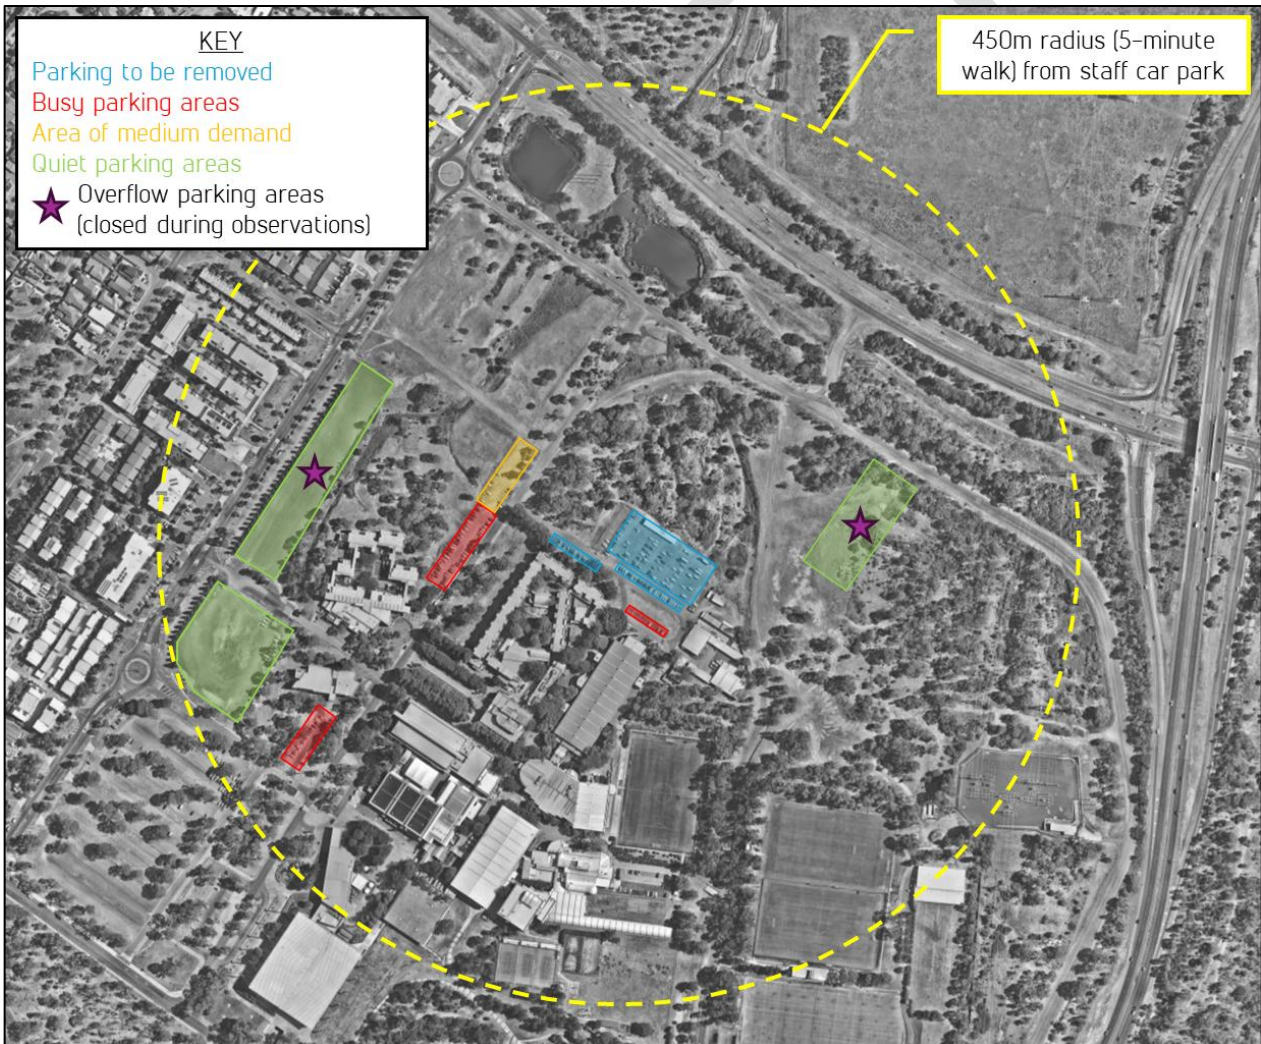 KEY
Parking to be removed
Busy parking areas
Area of medium demand
Quiet parking areas
Overflow parking areas
(closed during observations)
450m radius (5-minute
walk) from staff car park